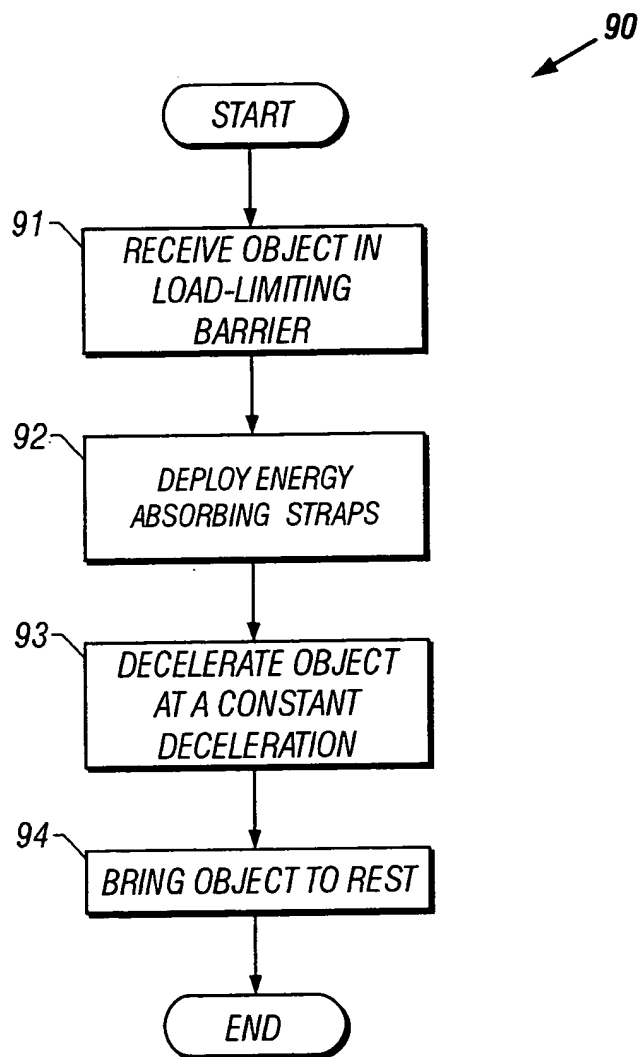 90
START
91
RECEIVE OBJECT IN
LOAD-LIMITING
BARRIER
92
DEPLOY ENERGY
ABSORBING STRAPS
93
DECELERATE OBJECT
AT A CONSTANT
DECELERATION
94
BRING OBJECT TO REST
END